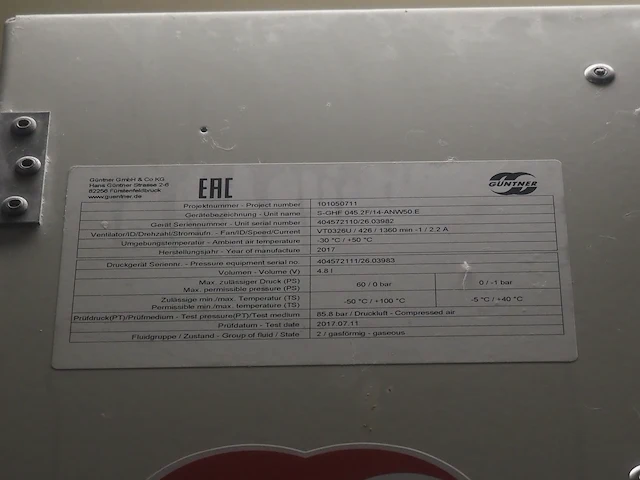 Güntner GmbH & Co.KG
Hans Güntner Strasse 2-6
82256 Fürstenfeldbruck
www.guentner.de
EAC
GÜNTNER
Projektnummer - Project number 101050711
Gerätebezeichnung - Unit name S-GHF 045.2F/14-ANW50.E
Gerät Seriennummer - Unit serial number 404572110/26.03982
Ventilator/ID/Drehzahl/Stromaufn. - Fan/ID/Speed/Current VT0326U / 426 / 1360 min -1 / 2.2 A
Umgebungstemperatur - Ambient air temperature -30 °C / +50 °C
Herstellungsjahr - Year of manufacture 2017
Druckgerät Seriennr. - Pressure equipment serial no. 404572111/26.03983
Volumen - Volume (V) 4.8 l
Max. zulässiger Druck (PS)
Max. permissible pressure (PS) 60 / 0 bar 0 / -1 bar
Zulässige min./max. Temperatur (TS)
Permissible min./max. temperature (TS) -50 °C / +100 °C -5 °C / +40 °C
Prüfdruck(PT)/Prüfmedium - Test pressure(PT)/Test medium 85.8 bar / Druckluft - Compressed air
Prüfdatum - Test date 2017.07.11
Fluidgruppe / Zustand - Group of fluid / State 2 / gasförmig - gaseous